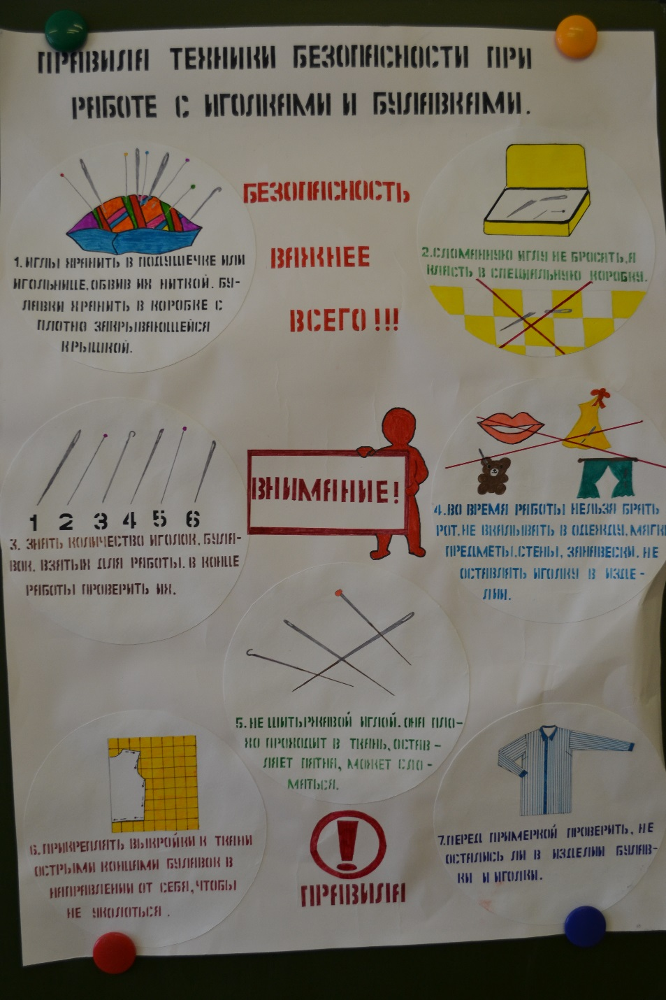 ПРАВИЛА ТЕХНИКИ БЕЗОПАСНОСТИ ПРИ
РАБОТЕ С ИГОЛКАМИ И БУЛАВКАМИ.
БЕЗОПАСНОСТЬ
ВАЖНЕЕ
ВСЕГО!!!
1. ИГЛЫ ХРАНИТЬ В ПОДУШЕЧКЕ ИЛИ
ИГОЛЬНИЦЕ, ОБВИВ ИХ НИТКОЙ. БУ-
ЛАВКИ ХРАНИТЬ В КОРОБКЕ С
ПЛОТНО ЗАКРЫВАЮЩЕЙСЯ
КРЫШКОЙ.
2. СЛОМАННУЮ ИГЛУ НЕ БРОСАТЬ, А
КЛАСТЬ В СПЕЦИАЛЬНУЮ КОРОБКУ.
1 2 3 4 5 6
3. ЗНАТЬ КОЛИЧЕСТВО ИГОЛОК, БУЛА-
ВОК, ВЗЯТЫХ ДЛЯ РАБОТЫ. В КОНЦЕ
РАБОТЫ ПРОВЕРИТЬ ИХ.
ВНИМАНИЕ!
4. ВО ВРЕМЯ РАБОТЫ НЕЛЬЗЯ БРАТЬ
РОТ, НЕ ВКАЛЫВАТЬ В ОДЕЖДУ, МЯГКИ
ПРЕДМЕТЫ, СТЕНЫ, ЗАНАВЕСКИ. НЕ
ОСТАВЛЯТЬ ИГОЛКУ В ИЗДЕ-
ЛИИ.
5. НЕ ШИТЬ РЖАВОЙ ИГЛОЙ. ОНА ПЛО-
ХО ПРОХОДИТ В ТКАНЬ, ОСТАВ-
ЛЯЕТ ПЯТНА, МОЖЕТ СЛО-
МАТЬСЯ.
6. ПРИКРЕПЛЯТЬ ВЫКРОЙКИ К ТКАНИ
ОСТРЫМИ КОНЦАМИ БУЛАВОК В
НАПРАВЛЕНИИ ОТ СЕБЯ, ЧТОБЫ
НЕ УКОЛОТЬСЯ.
ПРАВИЛА
7. ПЕРЕД ПРИМЕРКОЙ ПРОВЕРИТЬ, НЕ
ОСТАЛИСЬ ЛИ В ИЗДЕЛИИ БУЛАВ-
КИ И ИГОЛКИ.